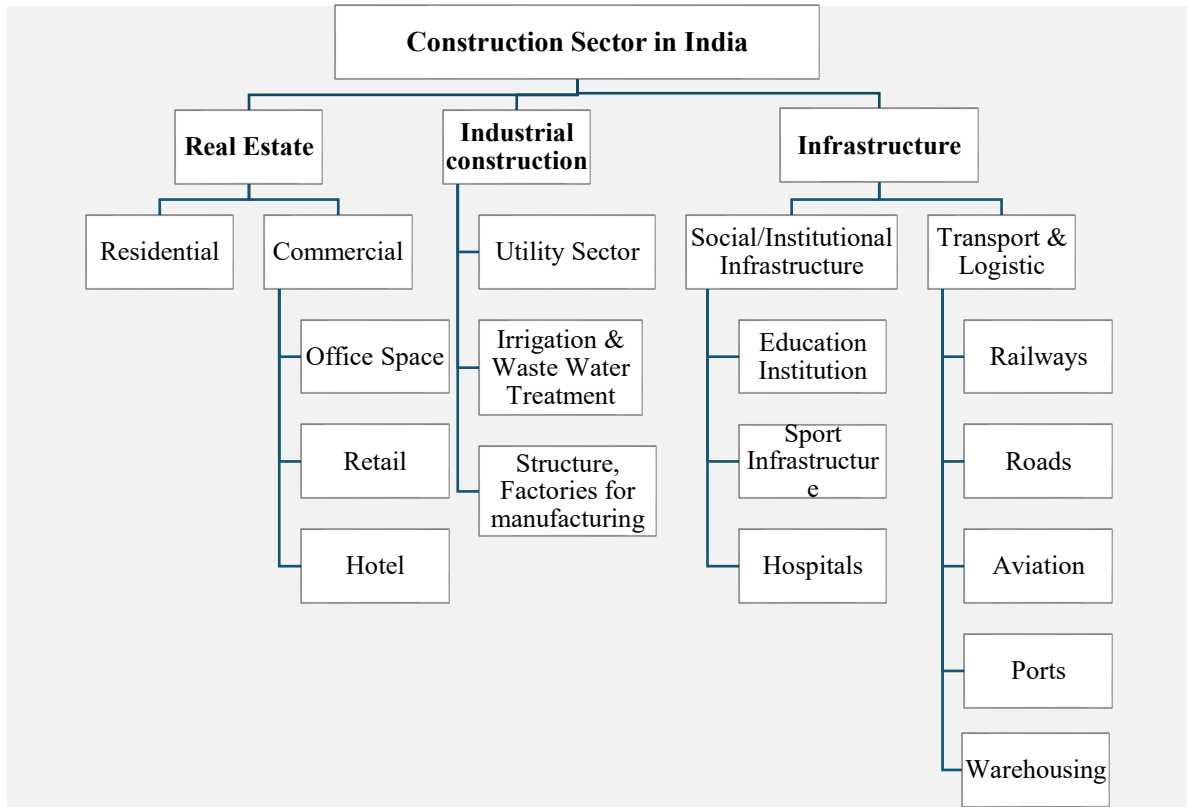 Construction Sector in India
Real Estate
Industrial
construction
Infrastructure
Residential
Commercial
Social/Institutional
Infrastructure
Transport &
Logistic
Office Space
Retail
Hotel
Utility Sector
Irrigation &
Waste Water
Treatment
Structure,
Factories for
manufacturing
Education
Institution
Sport
Infrastructur
e
Hospitals
Railways
Roads
Aviation
Ports
Warehousing